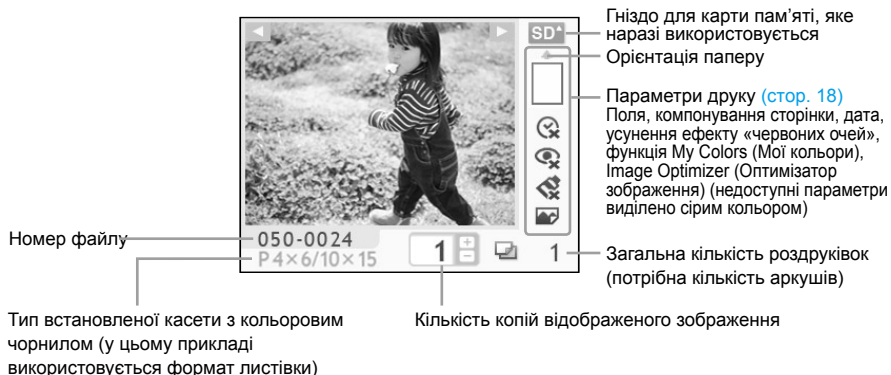 Гніздо для карти пам'яті, яке
наразі використовується
SD
Орієнтація паперу
Параметри друку (стор. 18)
Поля, компонування сторінки, дата,
усунення ефекту «червоних очей»,
функція My Colors (Мої кольори),
Image Optimizer (Оптимізатор
зображення) (недоступні параметри
виділено сірим кольором)
Номер файлу
050-0024
P 4×6/10×15
1
+
−
1
Загальна кількість роздруківок
(потрібна кількість аркушів)
Тип встановленої касети з кольоровим
чорнилом (у цьому прикладі
використовується формат листівки)
Кількість копій відображеного зображення